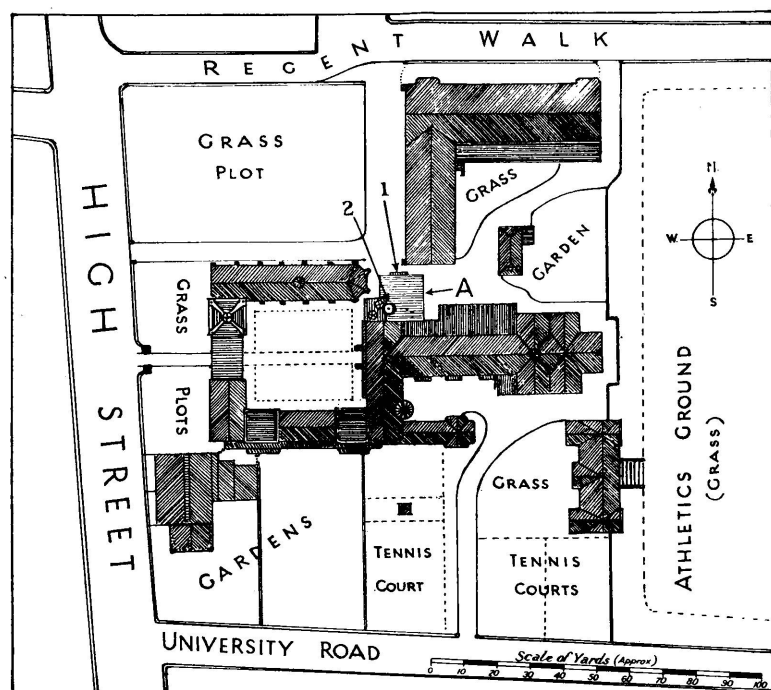 REGENT WALK
GRASS
PLOT
HIGH STREET
1
2
GRASS
GARDEN
A
N
W E
S
GRASS
PLOTS
ATHLETICS GROUND
(GRASS)
GRASS
GARDENS
TENNIS
COURT
TENNIS
COURTS
UNIVERSITY ROAD
Scale of Yards (Approx)
0 10 20 30 40 50 60 70 80 90 100